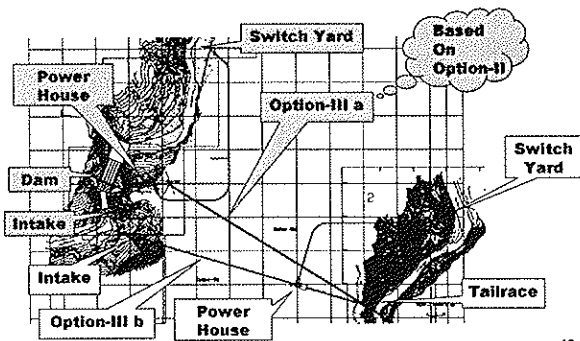 Switch Yard
Based
On
Option-II
Power
House
Option-III a
Switch
Yard
Dam
2
Intake
Intake
Tailrace
Option-III b
Power
House